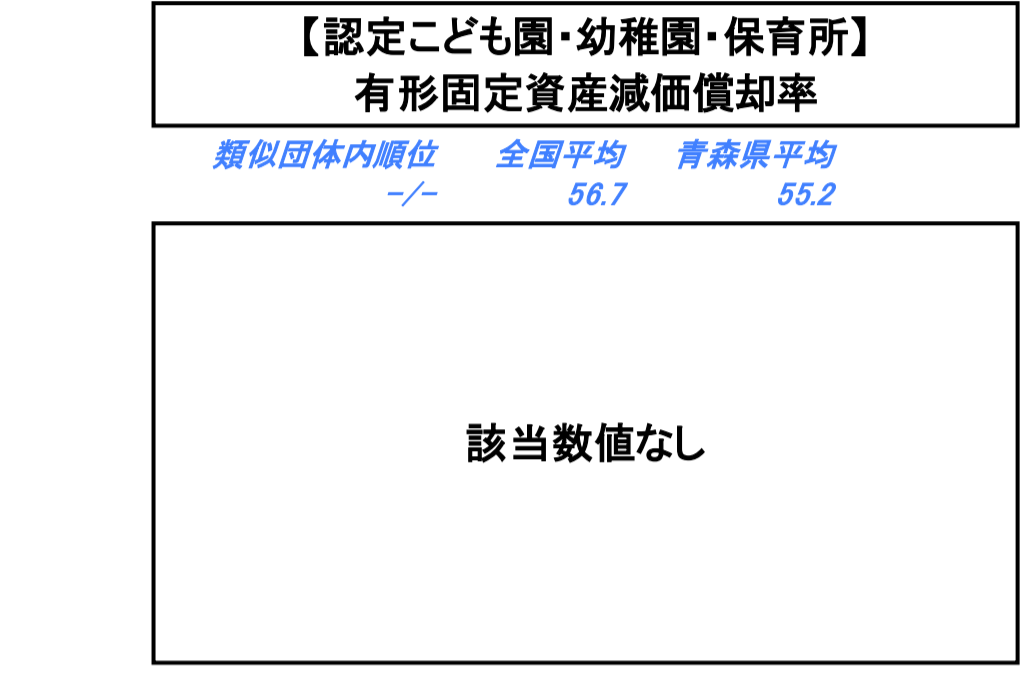 【認定こども園・幼稚園・保育所】
有形固定資産減価償却率
類似団体内順位 全国平均 青森県平均
-/- 56.7 55.2
該当数値なし